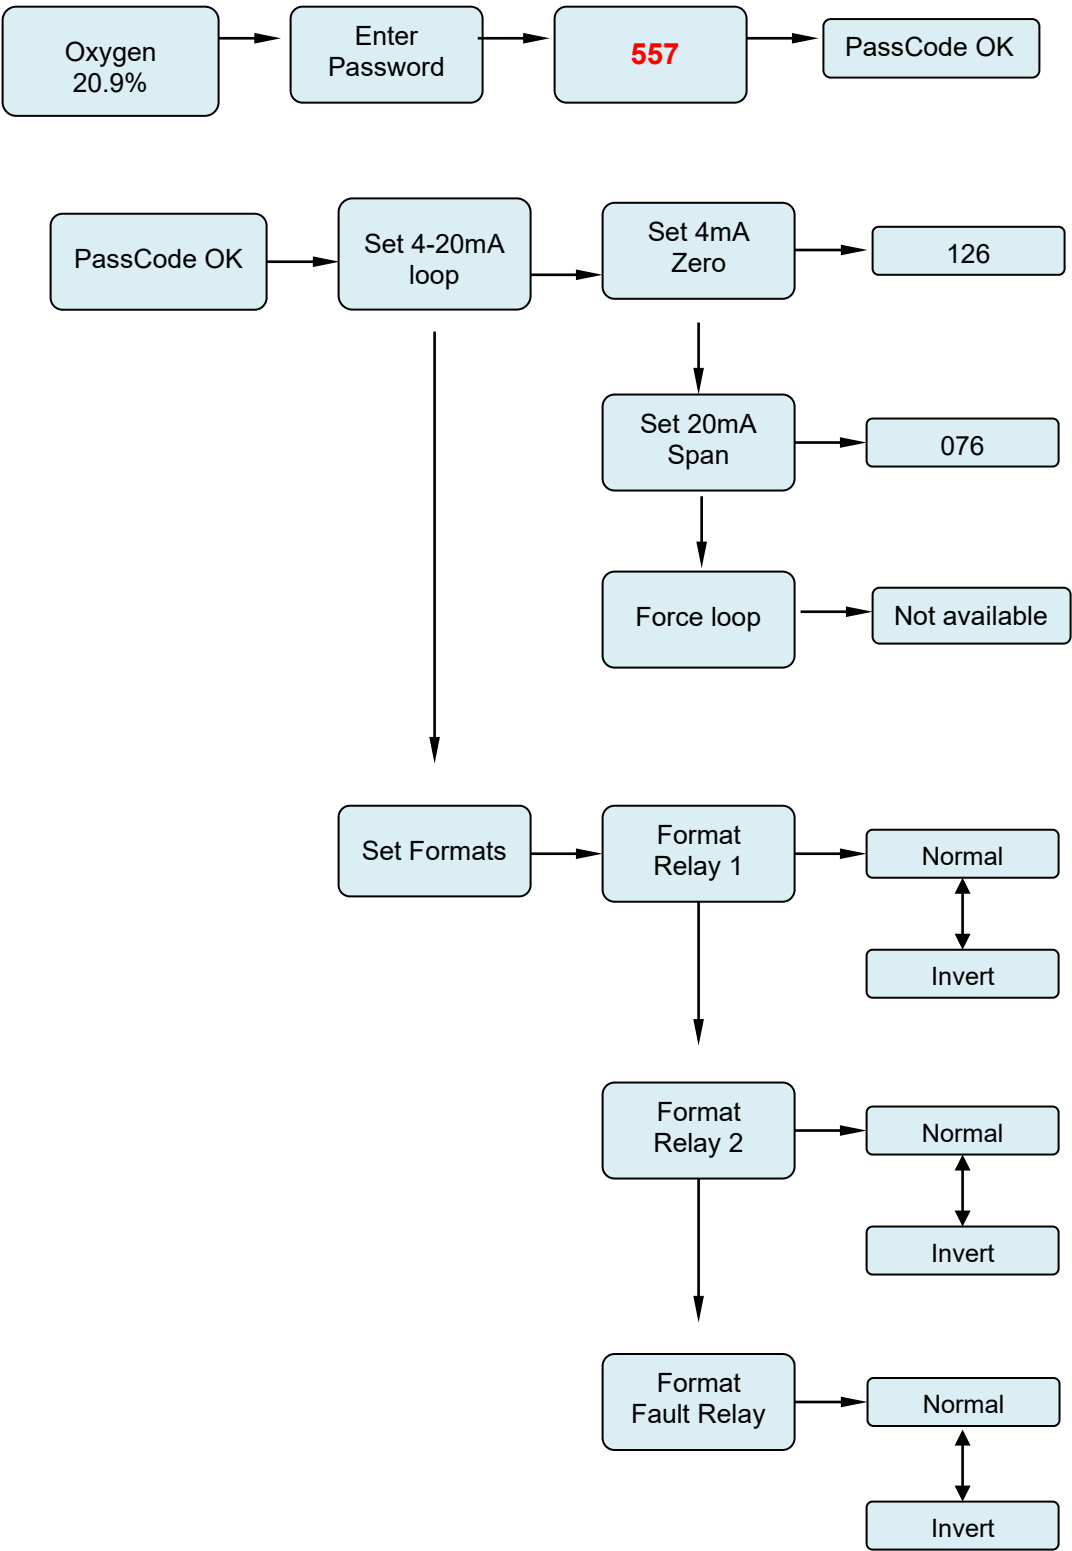 Oxygen
20.9%
Enter
Password
557
PassCode OK
PassCode OK
Set 4-20mA
loop
Set 4mA
Zero
126
Set 20mA
Span
076
Force loop
Not available
Set Formats
Format
Relay 1
Normal
Invert
Format
Relay 2
Normal
Invert
Format
Fault Relay
Normal
Invert